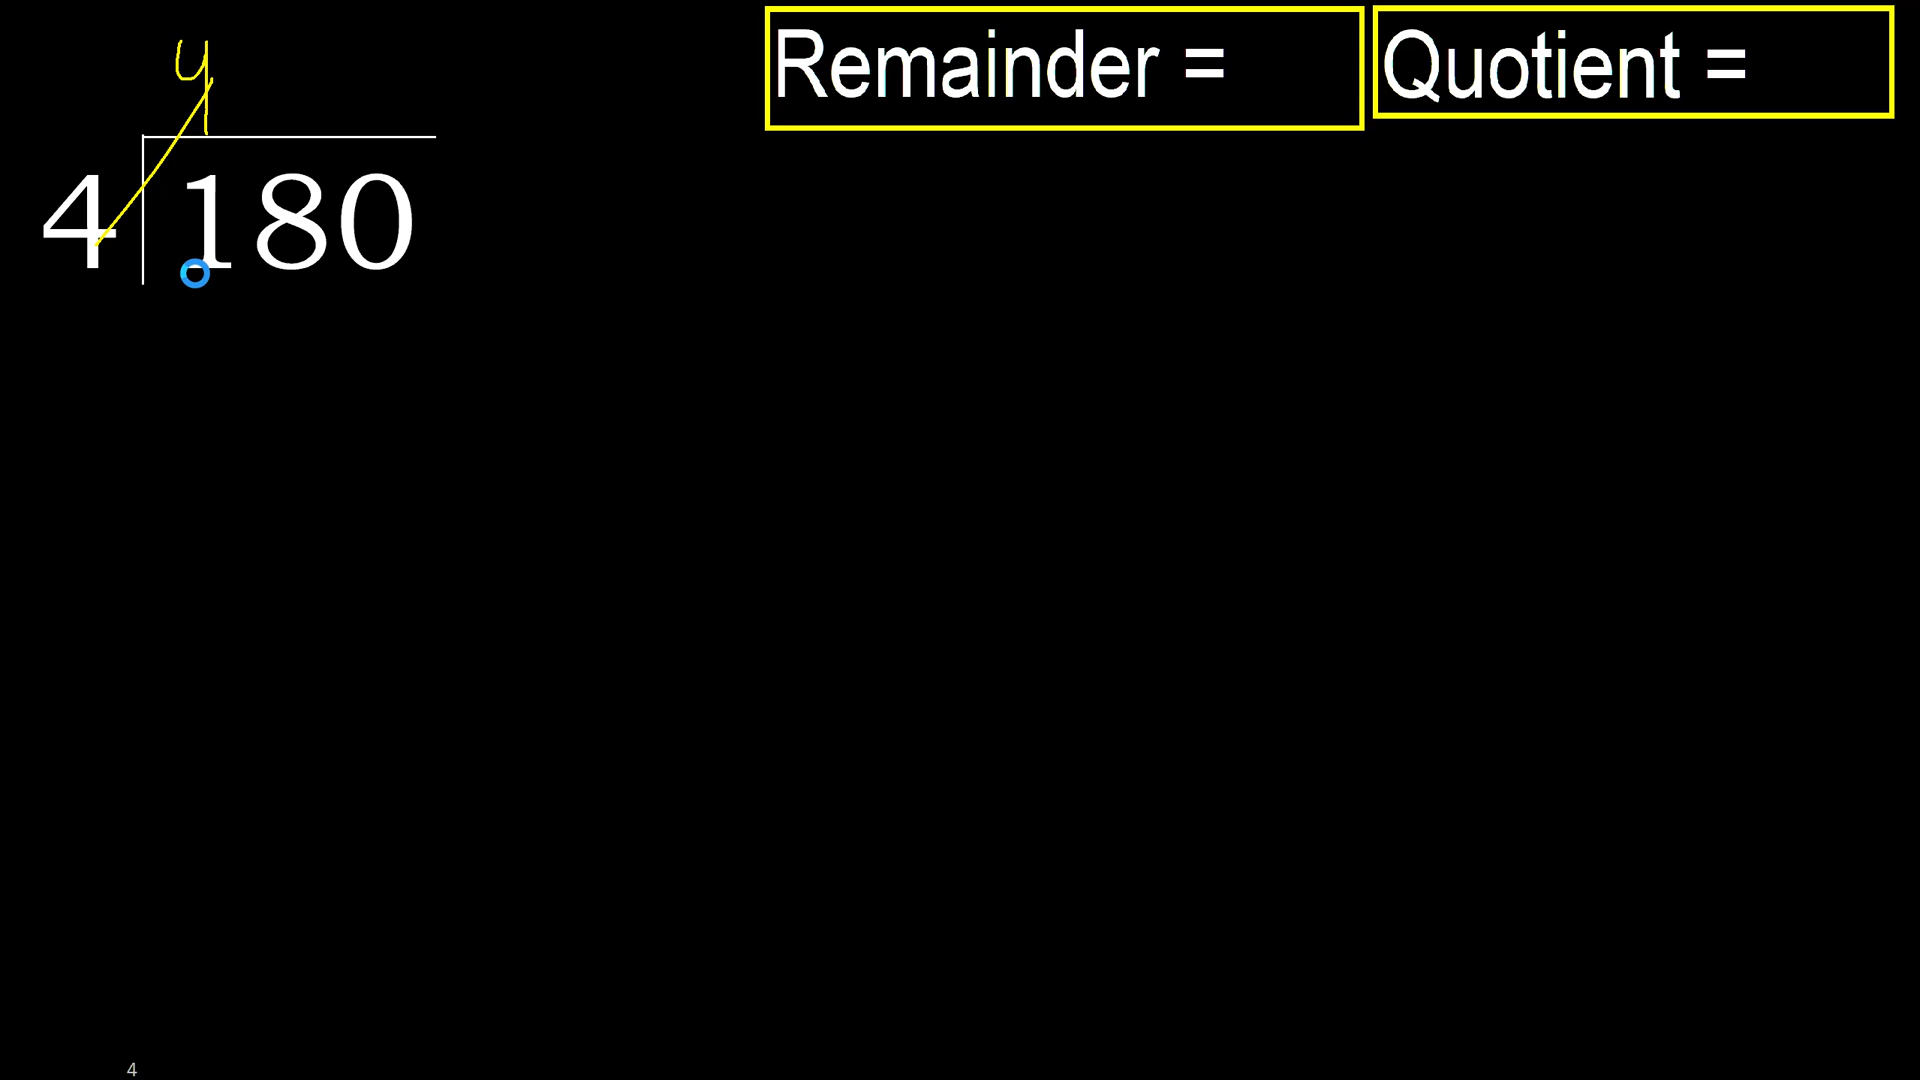 Remainder = Quotient =
4
4 180
4